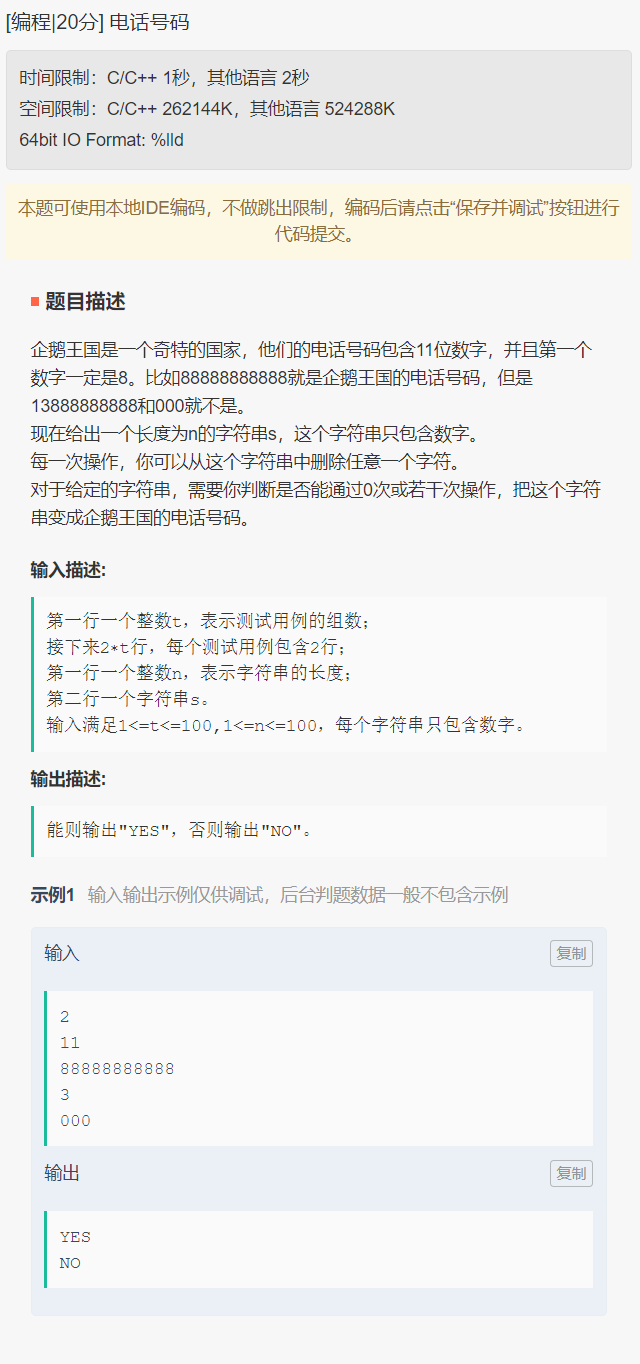 [编程|20分] 电话号码
时间限制：C/C++ 1秒，其他语言 2秒
空间限制：C/C++ 262144K，其他语言 524288K
64bit IO Format: %lld
本题可使用本地IDE编码，不做跳出限制，编码后请点击“保存并调试”按钮进行
代码提交。
题目描述
企鹅王国是一个奇特的国家，他们的电话号码包含11位数字，并且第一个
数字一定是8。比如88888888888就是企鹅王国的电话号码，但是
13888888888和000就不是。
现在给出一个长度为n的字符串s，这个字符串只包含数字。
每一次操作，你可以从这个字符串中删除任意一个字符。
对于给定的字符串，需要你判断是否能通过0次或若干次操作，把这个字符
串变成企鹅王国的电话号码。
输入描述:
第一行一个整数t，表示测试用例的组数；
接下来2*t行，每个测试用例包含2行；
第一行一个整数n，表示字符串的长度；
第二行一个字符串s。
输入满足1<=t<=100,1<=n<=100，每个字符串只包含数字。
输出描述:
能则输出"YES"，否则输出"NO"。
示例1 输入输出示例仅供调试，后台判题数据一般不包含示例
输入 复制
2
11
88888888888
3
000
输出 复制
YES
NO